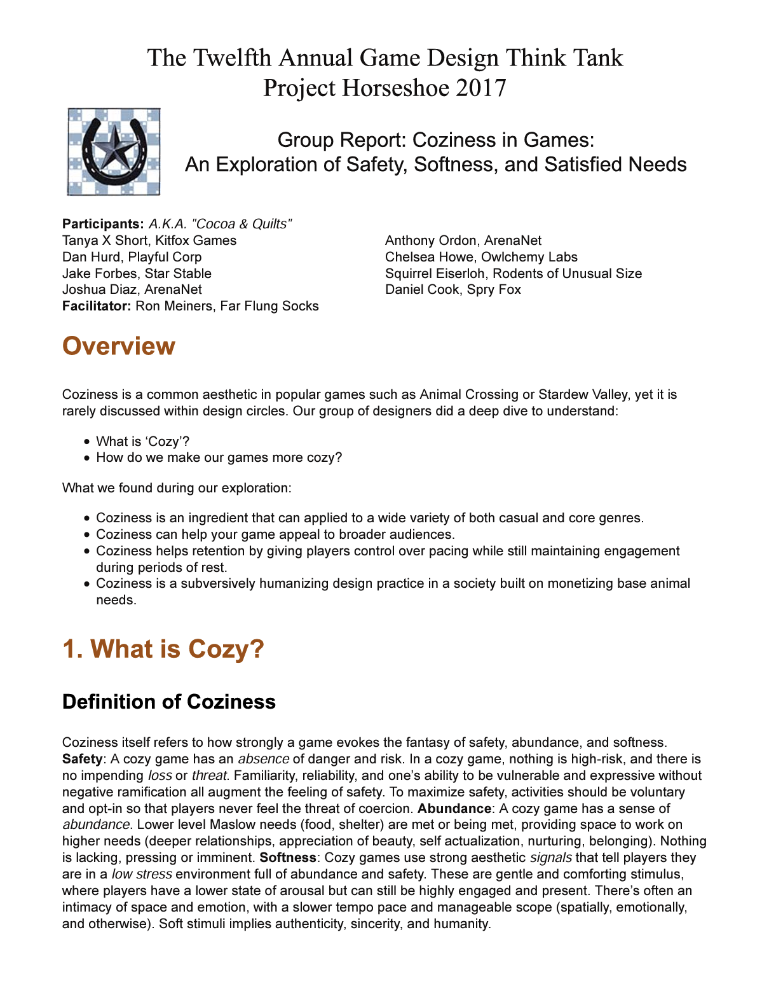 The Twelfth Annual Game Design Think Tank
Project Horseshoe 2017
Group Report: Coziness in Games:
An Exploration of Safety, Softness, and Satisfied Needs
Participants: A.K.A. "Cocoa & Quilts"
Tanya X Short, Kitfox Games
Dan Hurd, Playful Corp
Jake Forbes, Star Stable
Joshua Diaz, ArenaNet
Facilitator: Ron Meiners, Far Flung Socks
Anthony Ordon, ArenaNet
Chelsea Howe, Owlchemy Labs
Squirrel Eiserloh, Rodents of Unusual Size
Daniel Cook, Spry Fox
Overview
Coziness is a common aesthetic in popular games such as Animal Crossing or Stardew Valley, yet it is
rarely discussed within design circles. Our group of designers did a deep dive to understand:
• What is ‘Cozy’?
• How do we make our games more cozy?
What we found during our exploration:
• Coziness is an ingredient that can applied to a wide variety of both casual and core genres.
• Coziness can help your game appeal to broader audiences.
• Coziness helps retention by giving players control over pacing while still maintaining engagement
during periods of rest.
• Coziness is a subversively humanizing design practice in a society built on monetizing base animal
needs.
1. What is Cozy?
Definition of Coziness
Coziness itself refers to how strongly a game evokes the fantasy of safety, abundance, and softness.
Safety: A cozy game has an absence of danger and risk. In a cozy game, nothing is high-risk, and there is
no impending loss or threat. Familiarity, reliability, and one’s ability to be vulnerable and expressive without
negative ramification all augment the feeling of safety. To maximize safety, activities should be voluntary
and opt-in so that players never feel the threat of coercion. Abundance: A cozy game has a sense of
abundance. Lower level Maslow needs (food, shelter) are met or being met, providing space to work on
higher needs (deeper relationships, appreciation of beauty, self actualization, nurturing, belonging). Nothing
is lacking, pressing or imminent. Softness: Cozy games use strong aesthetic signals that tell players they
are in a low stress environment full of abundance and safety. These are gentle and comforting stimulus,
where players have a lower state of arousal but can still be highly engaged and present. There’s often an
intimacy of space and emotion, with a slower tempo pace and manageable scope (spatially, emotionally,
and otherwise). Soft stimuli implies authenticity, sincerity, and humanity.